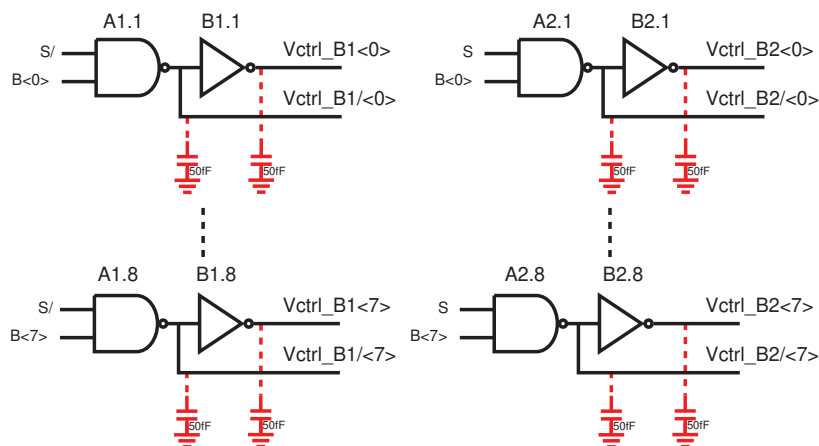 A1.1 B1.1 A2.1 B2.1
S/ Vctrl_B1<0> S Vctrl_B2<0>
B<0> Vctrl_B1/<0> B<0> Vctrl_B2/<0>
50fF 50fF 50fF 50fF
A1.8 B1.8 A2.8 B2.8
S/ Vctrl_B1<7> S Vctrl_B2<7>
B<7> Vctrl_B1/<7> B<7> Vctrl_B2/<7>
50fF 50fF 50fF 50fF